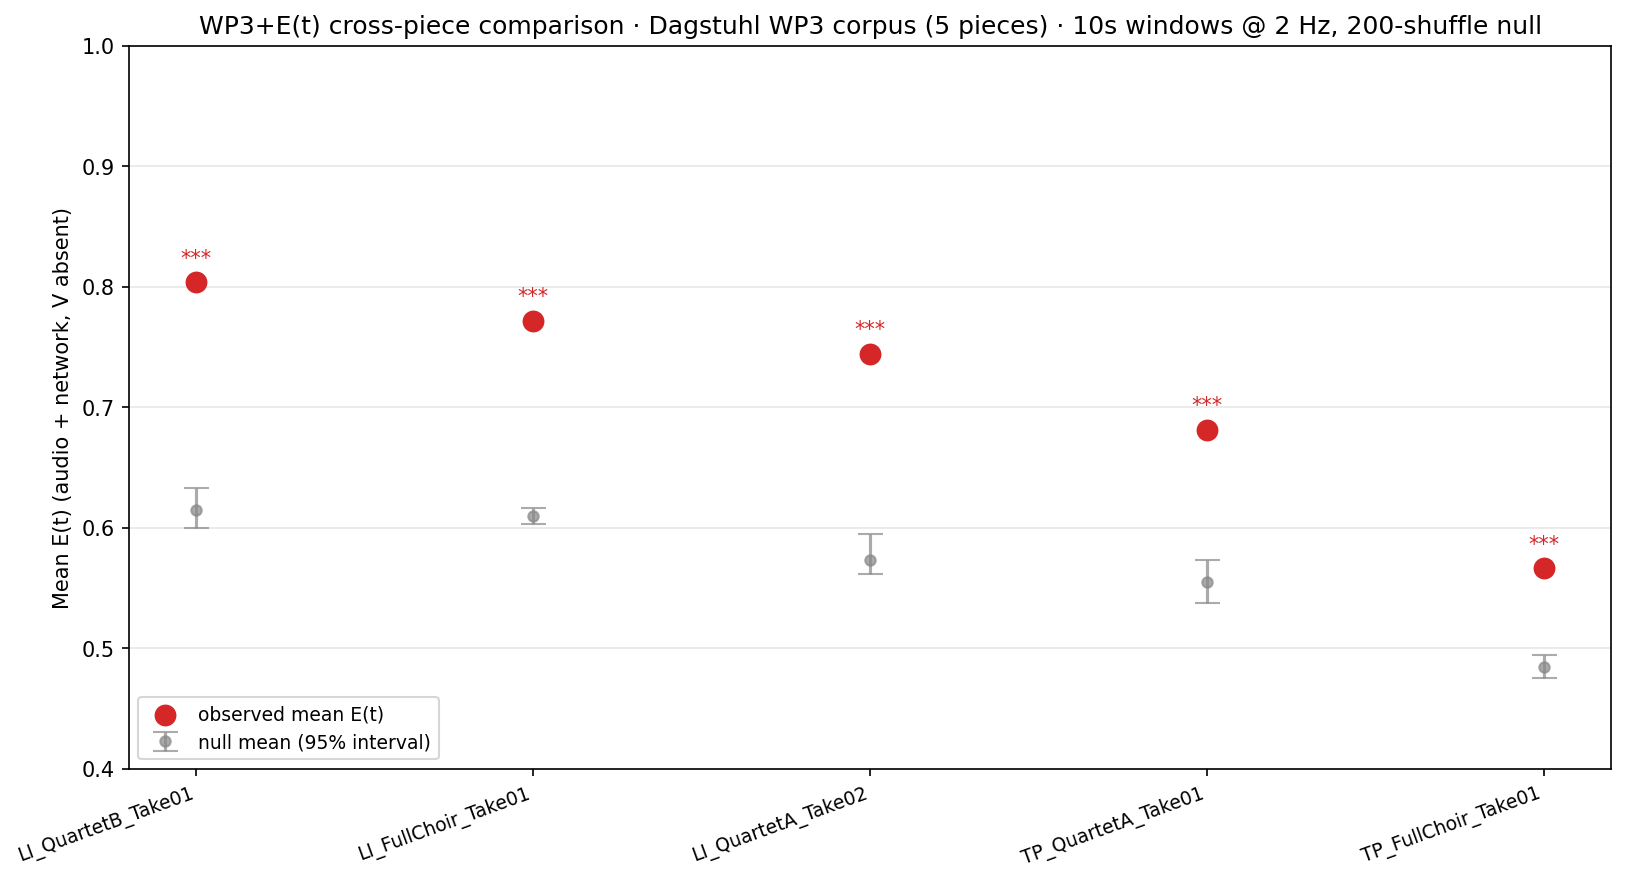 WP3+E(t) cross-piece comparison · Dagstuhl WP3 corpus (5 pieces) · 10s windows @ 2 Hz, 200-shuffle null
1.0
0.9
0.8
0.7
0.6
0.5
0.4
Mean E(t) (audio + network, V absent)
***
***
***
***
***
observed mean E(t)
null mean (95% interval)
LI_QuartetB_Take01
LI_FullChoir_Take01
LI_QuartetA_Take02
TP_QuartetA_Take01
TP_FullChoir_Take01